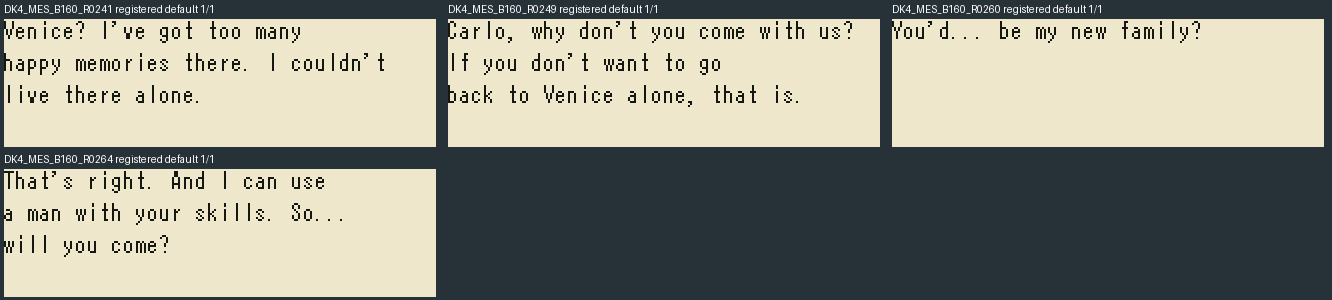 DK4_MES_B160_R0241 registered default 1/1
Venice? I've got too many
happy memories there. I couldn't
live there alone.
DK4_MES_B160_R0249 registered default 1/1
Carlo, why don't you come with us?
If you don't want to go
back to Venice alone, that is.
DK4_MES_B160_R0260 registered default 1/1
You'd... be my new family?
DK4_MES_B160_R0264 registered default 1/1
That's right. And I can use
a man with your skills. So...
will you come?